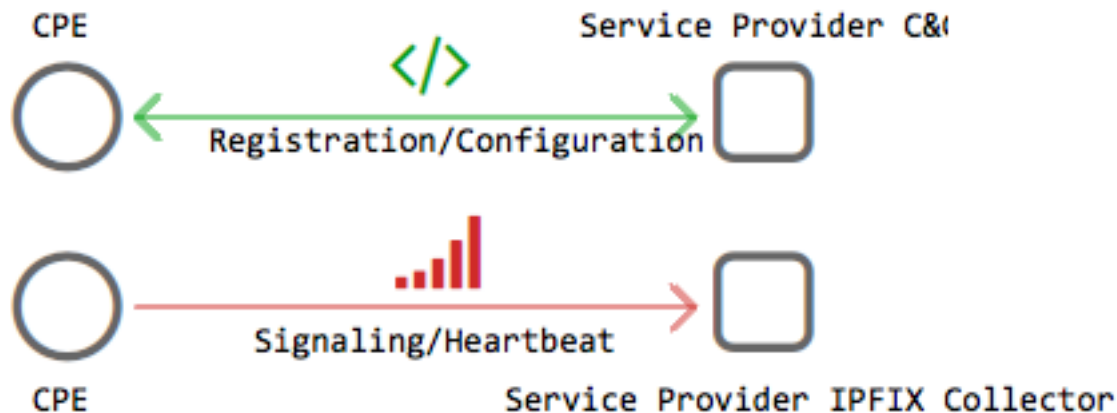 CPE
Service Provider C&
</>
Registration/Configuration
Signaling/Heartbeat
CPE
Service Provider IPFIX Collector